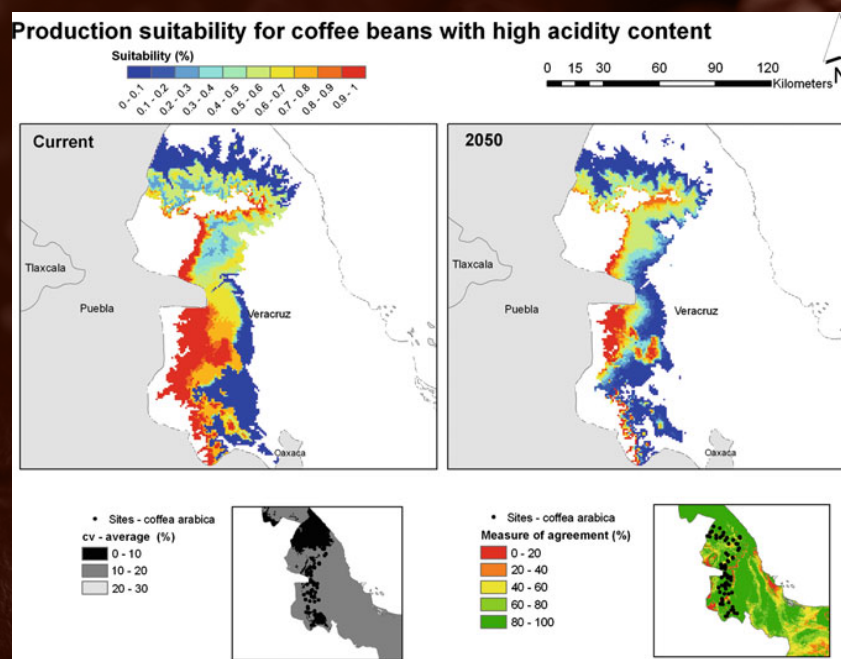 Production suitability for coffee beans with high acidity content
N
Suitability (%)
0 - 0.1
0.1 - 0.2
0.2 - 0.3
0.3 - 0.4
0.4 - 0.5
0.5 - 0.6
0.6 - 0.7
0.7 - 0.8
0.8 - 0.9
0.9 - 1
0 15 30 60 90 120
Kilometers
Current
Tlaxcala
Puebla
Veracruz
Oaxaca
2050
Tlaxcala
Puebla
Veracruz
Oaxaca
Sites - coffea arabica
cv - average (%)
0 - 10
10 - 20
20 - 30
Sites - coffea arabica
Measure of agreement (%)
0 - 20
20 - 40
40 - 60
60 - 80
80 - 100